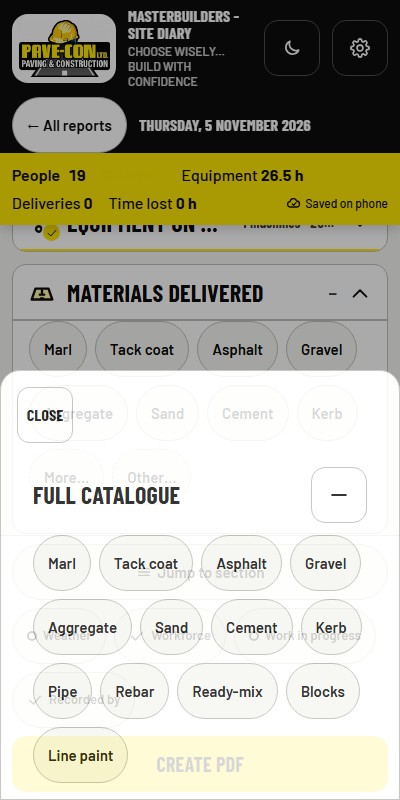 PAVE-CON LTD.
PAVING & CONSTRUCTION
MASTERBUILDERS - SITE DIARY
CHOOSE WISELY... BUILD WITH CONFIDENCE
← All reports
THURSDAY, 5 NOVEMBER 2026
People 19
Equipment 26.5 h
Deliveries 0 Time lost 0 h
Saved on phone
EQUIPMENT ON ...
MATERIALS DELIVERED –
Marl Tack coat Asphalt Gravel
CLOSE
Aggregate Sand Cement Kerb
More... Other...
FULL CATALOGUE
Marl Tack coat Asphalt Gravel
Jump to section
Aggregate Sand Cement Kerb
Weather Workforce Work in progress
Pipe Rebar Ready-mix Blocks
Recorded by
Line paint
CREATE PDF